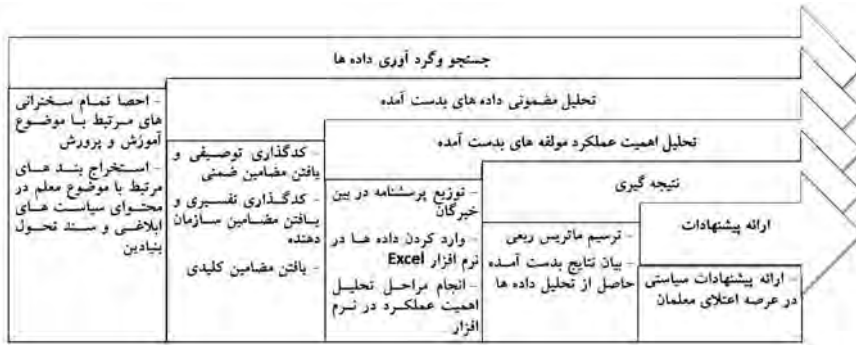 جستجو وگرد آوری داده ها
- احصا تمام سخنرانی
های مرتبط با موضوع
آموزش و پرورش
- استخراج بند های
مرتبط با موضوع معلم در
محتوای سیاست های
ابلاغی و سند تحول
بنیادین
تحلیل مضمونی داده های بدست آمده
- کدگذاری توصیفی و
یافتن مضامین ضمنی
- کدگذاری تفسیری و
یافتن مضامین سازمان
دهنده
- یافتن مضامین کلیدی
تحلیل اهمیت عملکرد مولفه های بدست آمده
- توزیع پرسشنامه در بین
خبرگان
- وارد کردن داده ها در
نرم افزار Excel
- انجام مراحل تحلیل
اهمیت عملکرد در نرم
افزار
نتیجه گیری
- ترسیم ماتریس ربعی
- بیان نتایج بدست آمده
حاصل از تحلیل داده ها
ارائه پیشنهادات
- ارائه پیشنهادات سیاستی
در عرصه اعتلای معلمان